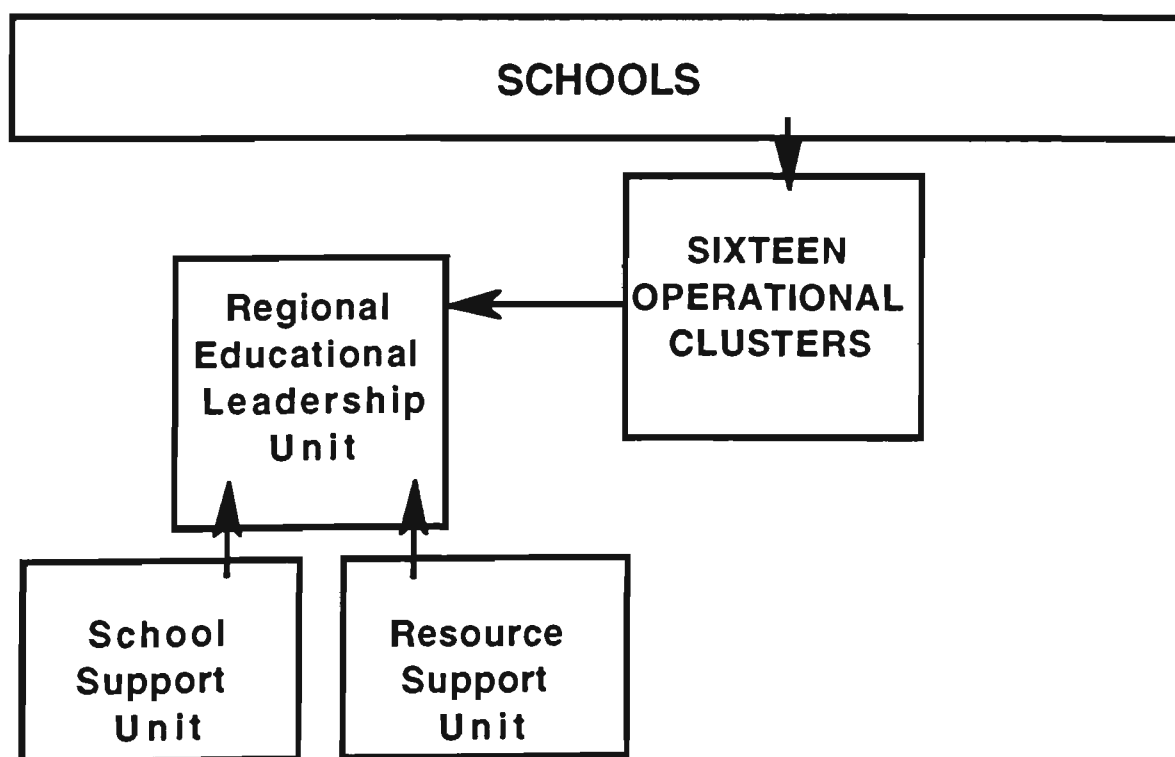 SCHOOLS
SIXTEEN
OPERATIONAL
CLUSTERS
Regional
Educational
Leadership
Unit
School
Support
Unit
Resource
Support
Unit